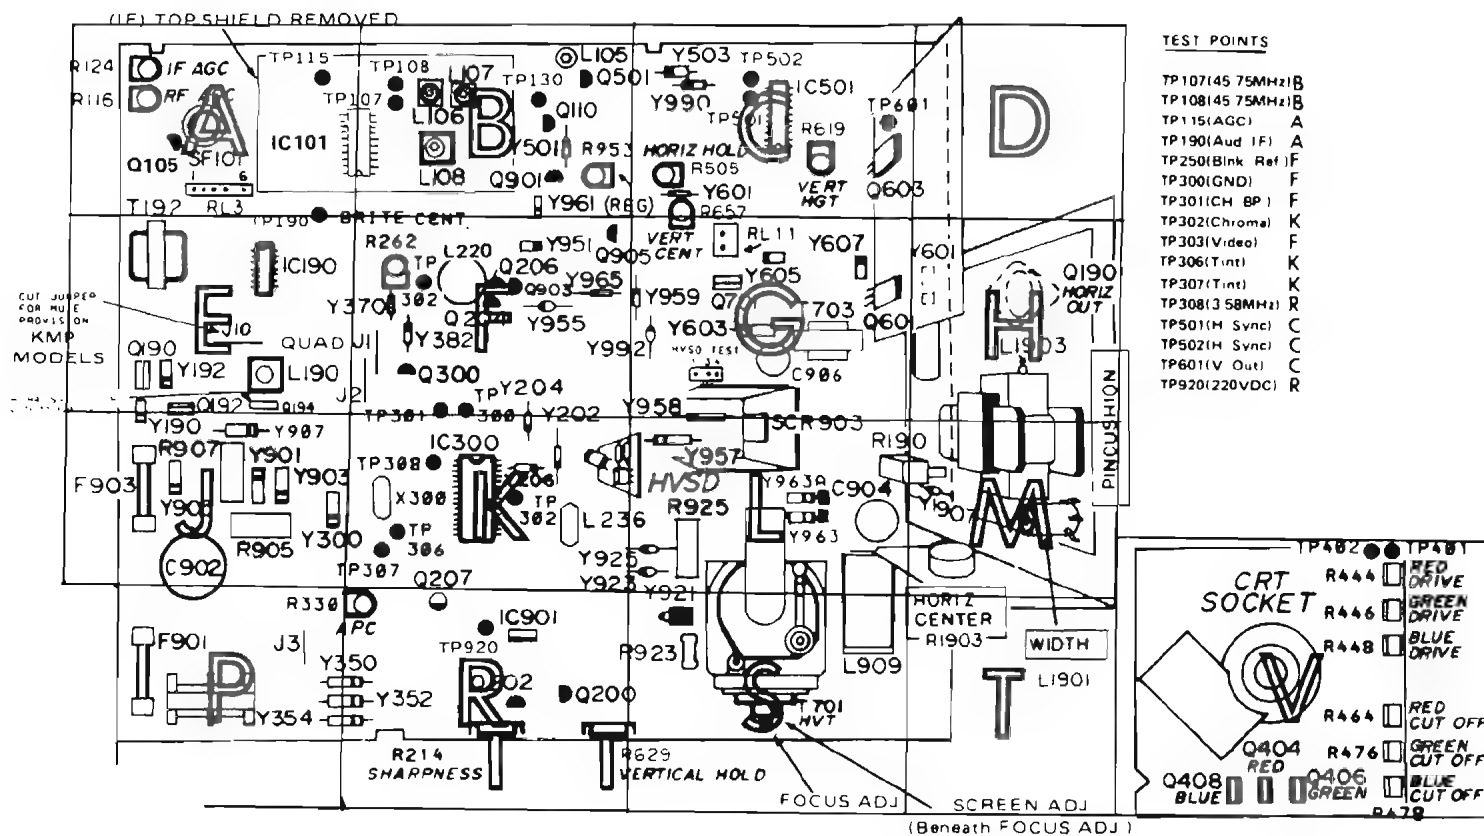 (IF) TOP SHIELD REMOVED
R124
IF AGC
R116
RF AGC
A
Q105
SF101
6
RL3
TP115
TP107
IC101
TP108
L107
L106
L108
B
TP130
L105
Q501
Q110
Y501
Q901
R953
Y961
(REG)
Y503
Y990
TP502
TP501
C
IC501
HORIZ HOLD
R505
Y601
R657
R619
VERT
HGT
TP601
Q603
D
T192
TP190
BRITE CENT.
IC190
E
CUT JUMPER
FOR MUTE
PROVISION
KMP
MODELS
J10
QUAD
J1
Q190
Y192
L190
J2
Q192
Q194
Y190
R262
TP
302
L220
Y370
Y382
F
Q206
Q903
Q300
Y951
Q905
Y965
Y955
Y992
VERT
CENT
RL11
Y959
Y605
Y603
G
T703
HVSD TEST
C906
Y607
Q601
Y601
Q190
HORIZ
OUT
H
L1903
PINCUSHION
TP301
TP
300
Y204
Y202
Y958
SCR903
Y907
R907
Y901
Y903
F903
J
R905
C902
Y300
TP308
X300
TP
306
TP307
IC300
K
TP
302
L236
HVSD
Y957
R925
L
Y963A
Y963
C904
R190
M
Y925
Y923
Q207
R330
APC
F901
J3
P
Y350
Y352
Y354
IC901
TP920
R
Q200
R214
SHARPNESS
R629
VERTICAL HOLD
Y921
R923
S
T701
HVT
L909
HORIZ
CENTER
R1903
WIDTH
L1901
T
FOCUS ADJ
SCREEN ADJ
(Beneath FOCUS ADJ)
TEST POINTS
TP107(45 75MHz) B
TP108(45 75MHz) B
TP115(AGC) A
TP190(Aud IF) A
TP250(Blnk Ref) F
TP300(GND) F
TP301(CH BP) F
TP302(Chroma) K
TP303(Video) F
TP306(Tint) K
TP307(Tint) K
TP308(3 58MHz) R
TP501(H Sync) C
TP502(H Sync) C
TP601(V Out) C
TP920(220VDC) R
TP402
TP401
CRT
SOCKET
V
R444
RED
DRIVE
R446
GREEN
DRIVE
R448
BLUE
DRIVE
R464
RED
CUT OFF
R476
GREEN
CUT OFF
BLUE
CUT OFF
R478
Q404
RED
Q408
BLUE
Q406
GREEN